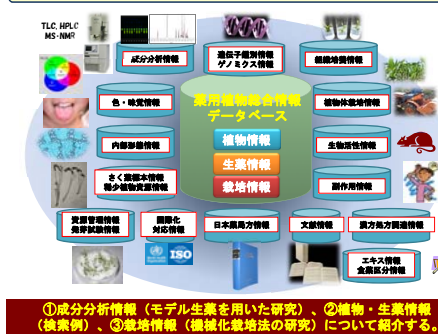 TLC, HPLC
MS・NMR
成分分析情報
遺伝子鑑別情報
ゲノミクス情報
組織培養情報
色・味覚情報
薬用植物総合情報
データベース
植物体栽培情報
内部形態情報
植物情報
生物活性情報
生薬情報
さく葉標本情報
稀少植物資源情報
栽培情報
副作用情報
資源管理情報
発芽試験情報
国際化
対応情報
日本薬局方情報
文献情報
漢方処方関連情報
ISO
エキス情報
食薬区分情報
①成分分析情報（モデル生薬を用いた研究）、②植物・生薬情報
（検索例）、③栽培情報（機械化栽培法の研究）について紹介する。